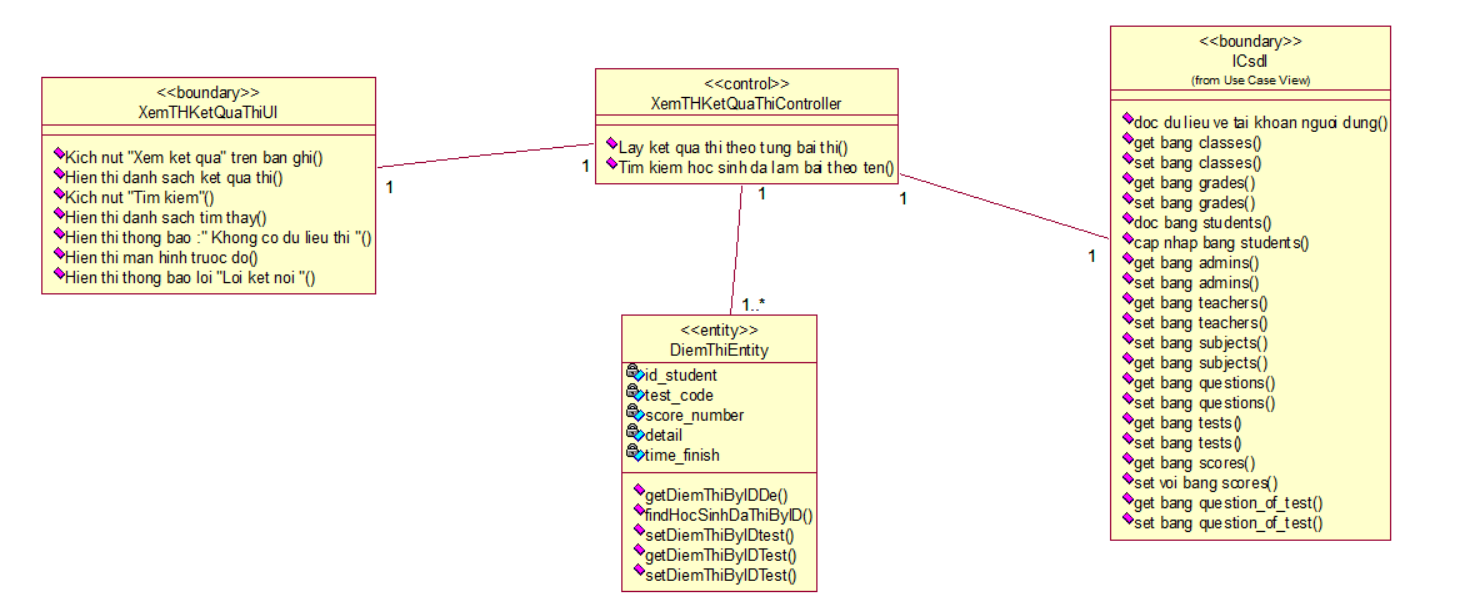 <<boundary>>
XemTHKetQuaThiUI
Kich nut "Xem ket qua" tren ban ghi()
Hien thi danh sach ket qua thi()
Kich nut "Tim kiem"()
Hien thi danh sach tim thay()
Hien thi thong bao :" Khong co du lieu thi "()
Hien thi man hinh truoc do()
Hien thi thong bao loi "Loi ket noi "()
1
1
<<control>>
XemTHKetQuaThiController
Lay ket qua thi theo tung bai thi()
Tim kiem hoc sinh da lam bai theo ten()
1
1
1
1..*
<<entity>>
DiemThiEntity
id_student
test_code
score_number
detail
time_finish
getDiemThiByIDDe()
findHocSinhDaThiByID()
setDiemThiByIDtest()
getDiemThiByIDTest()
setDiemThiByIDTest()
<<boundary>>
ICsdl
(from Use Case View)
doc du lieu ve tai khoan nguoi dung()
get bang classes()
set bang classes()
get bang grades()
set bang grades()
doc bang students()
cap nhap bang students()
get bang admins()
set bang admins()
get bang teachers()
set bang teachers()
set bang subjects()
get bang subjects()
get bang questions()
set bang questions()
get bang tests()
set bang tests()
get bang scores()
set voi bang scores()
get bang question_of_test()
set bang question_of_test()